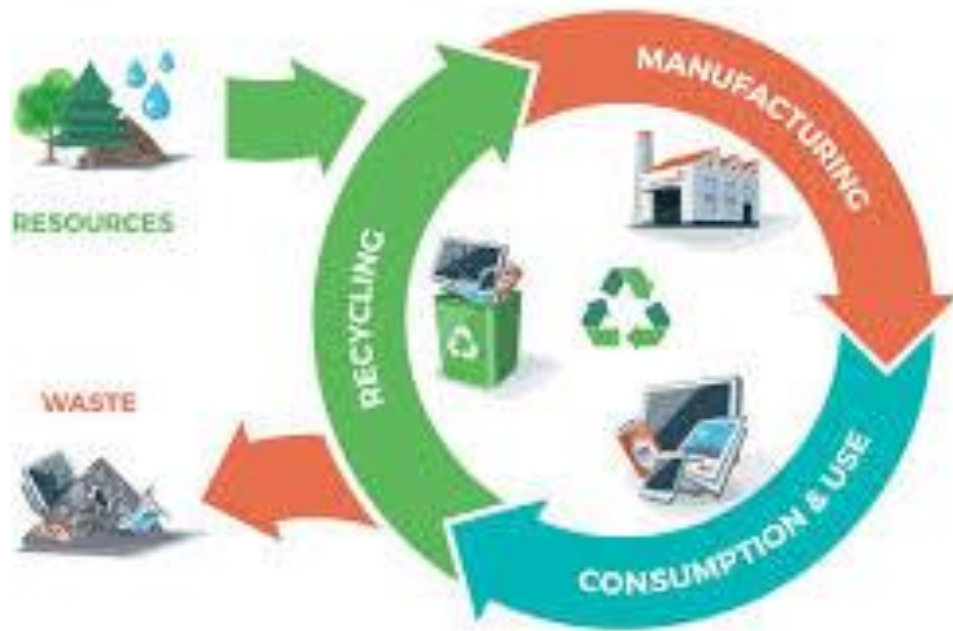 MANUFACTURING
RESOURCES
RECYCLING
WASTE
CONSUMPTION & USE